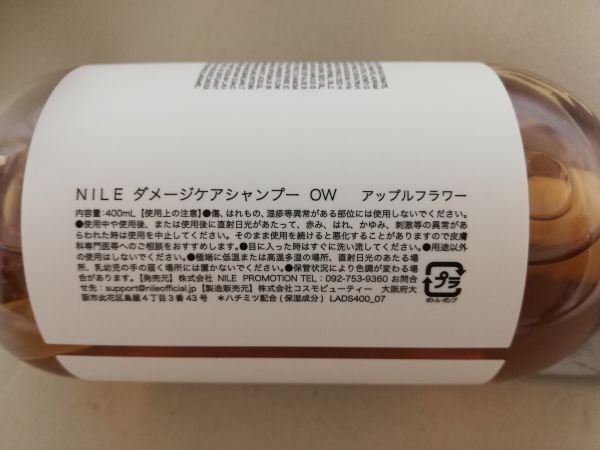 NILE ダメージケアシャンプー OW アップルフラワー
内容量:400mL【使用上の注意】●傷、はれもの、湿疹等異常がある部位には使用しないでください。
●使用中や使用後、または使用後に直射日光があたって、赤み、はれ、かゆみ、刺激等の異常があ
らわれた時は使用を中止してください。そのまま使用を続けると悪化することがありますので皮膚
科専門医等へのご相談をおすすめします。●目に入った時はすぐに洗い流してください。●用途以外
の使用はしないでください。●極端に低温または高温多湿の場所、直射日光のあたる場
所、乳幼児の手の届く場所には置かないでください。●保管状況により色調が変わる場合
があります。【発売元】株式会社 NILE PROMOTION TEL: 092-753-9360 お問合
せ先：support@nileofficial.jp【製造販売元】株式会社コスモビューティー 大阪府大
阪市此花区島屋4丁目3番43号 ＊ハチミツ配合(保湿成分) LADS400_07
プラ
ボトル・ポンプ